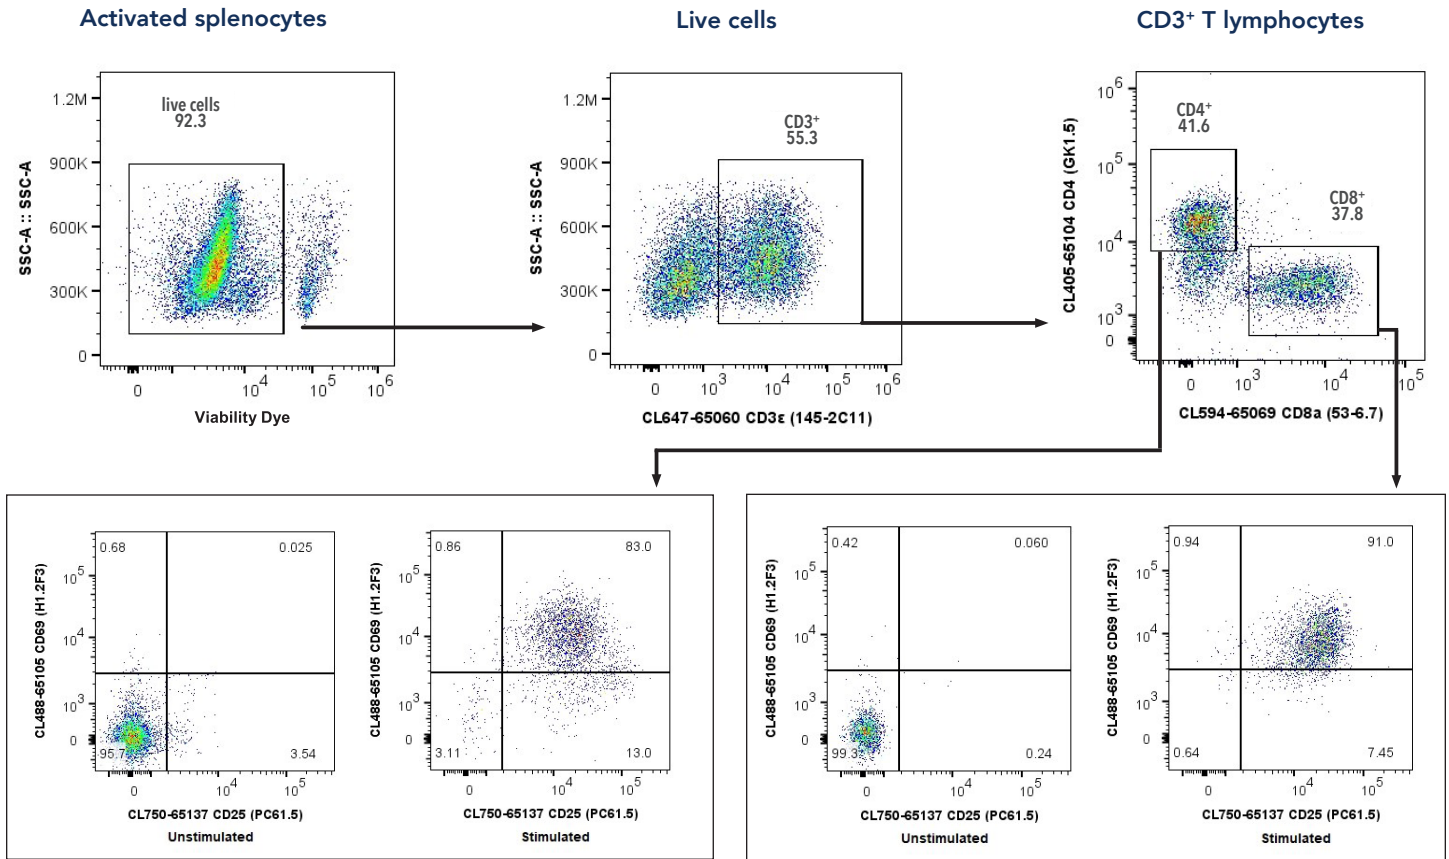 Activated splenocytes
Live cells
CD3⁺ T lymphocytes
live cells
92.3
1.2M
900K
600K
300K
0
SSC-A :: SSC-A
0 10⁴ 10⁵ 10⁶
Viability Dye
CD3⁺
55.3
1.2M
900K
600K
300K
0
SSC-A :: SSC-A
0 10³ 10⁴ 10⁵ 10⁶
CL647-65060 CD3ε (145-2C11)
CD4⁺
41.6
CD8⁺
37.8
10⁶
10⁵
10⁴
10³
0
CL405-65104 CD4 (GK1.5)
0 10³ 10⁴ 10⁵
CL594-65069 CD8a (53-6.7)
0.68 0.025
10⁵
10⁴
10³
0
95.7 3.54
CL488-65105 CD69 (H1.2F3)
0 10⁴ 10⁵
CL750-65137 CD25 (PC61.5)
Unstimulated
0.86 83.0
10⁵
10⁴
10³
0
3.11 13.0
CL488-65105 CD69 (H1.2F3)
0 10⁴ 10⁵
CL750-65137 CD25 (PC61.5)
Stimulated
0.42 0.060
10⁵
10⁴
10³
0
99.3 0.24
CL488-65105 CD69 (H1.2F3)
0 10⁴ 10⁵
CL750-65137 CD25 (PC61.5)
Unstimulated
0.94 91.0
10⁵
10⁴
10³
0
0.64 7.45
CL488-65105 CD69 (H1.2F3)
0 10⁴ 10⁵
CL750-65137 CD25 (PC61.5)
Stimulated